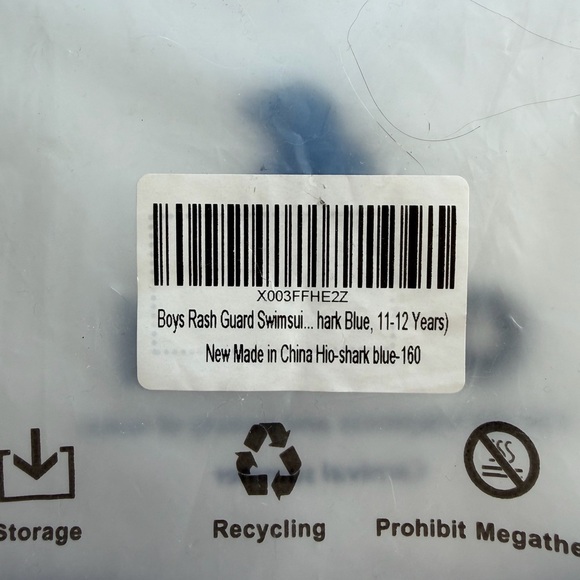 X003FFHE2Z
Boys Rash Guard Swimsui... hark Blue, 11-12 Years)
New Made in China Hio-shark blue-160
Storage
Recycling
Prohibit Megathe